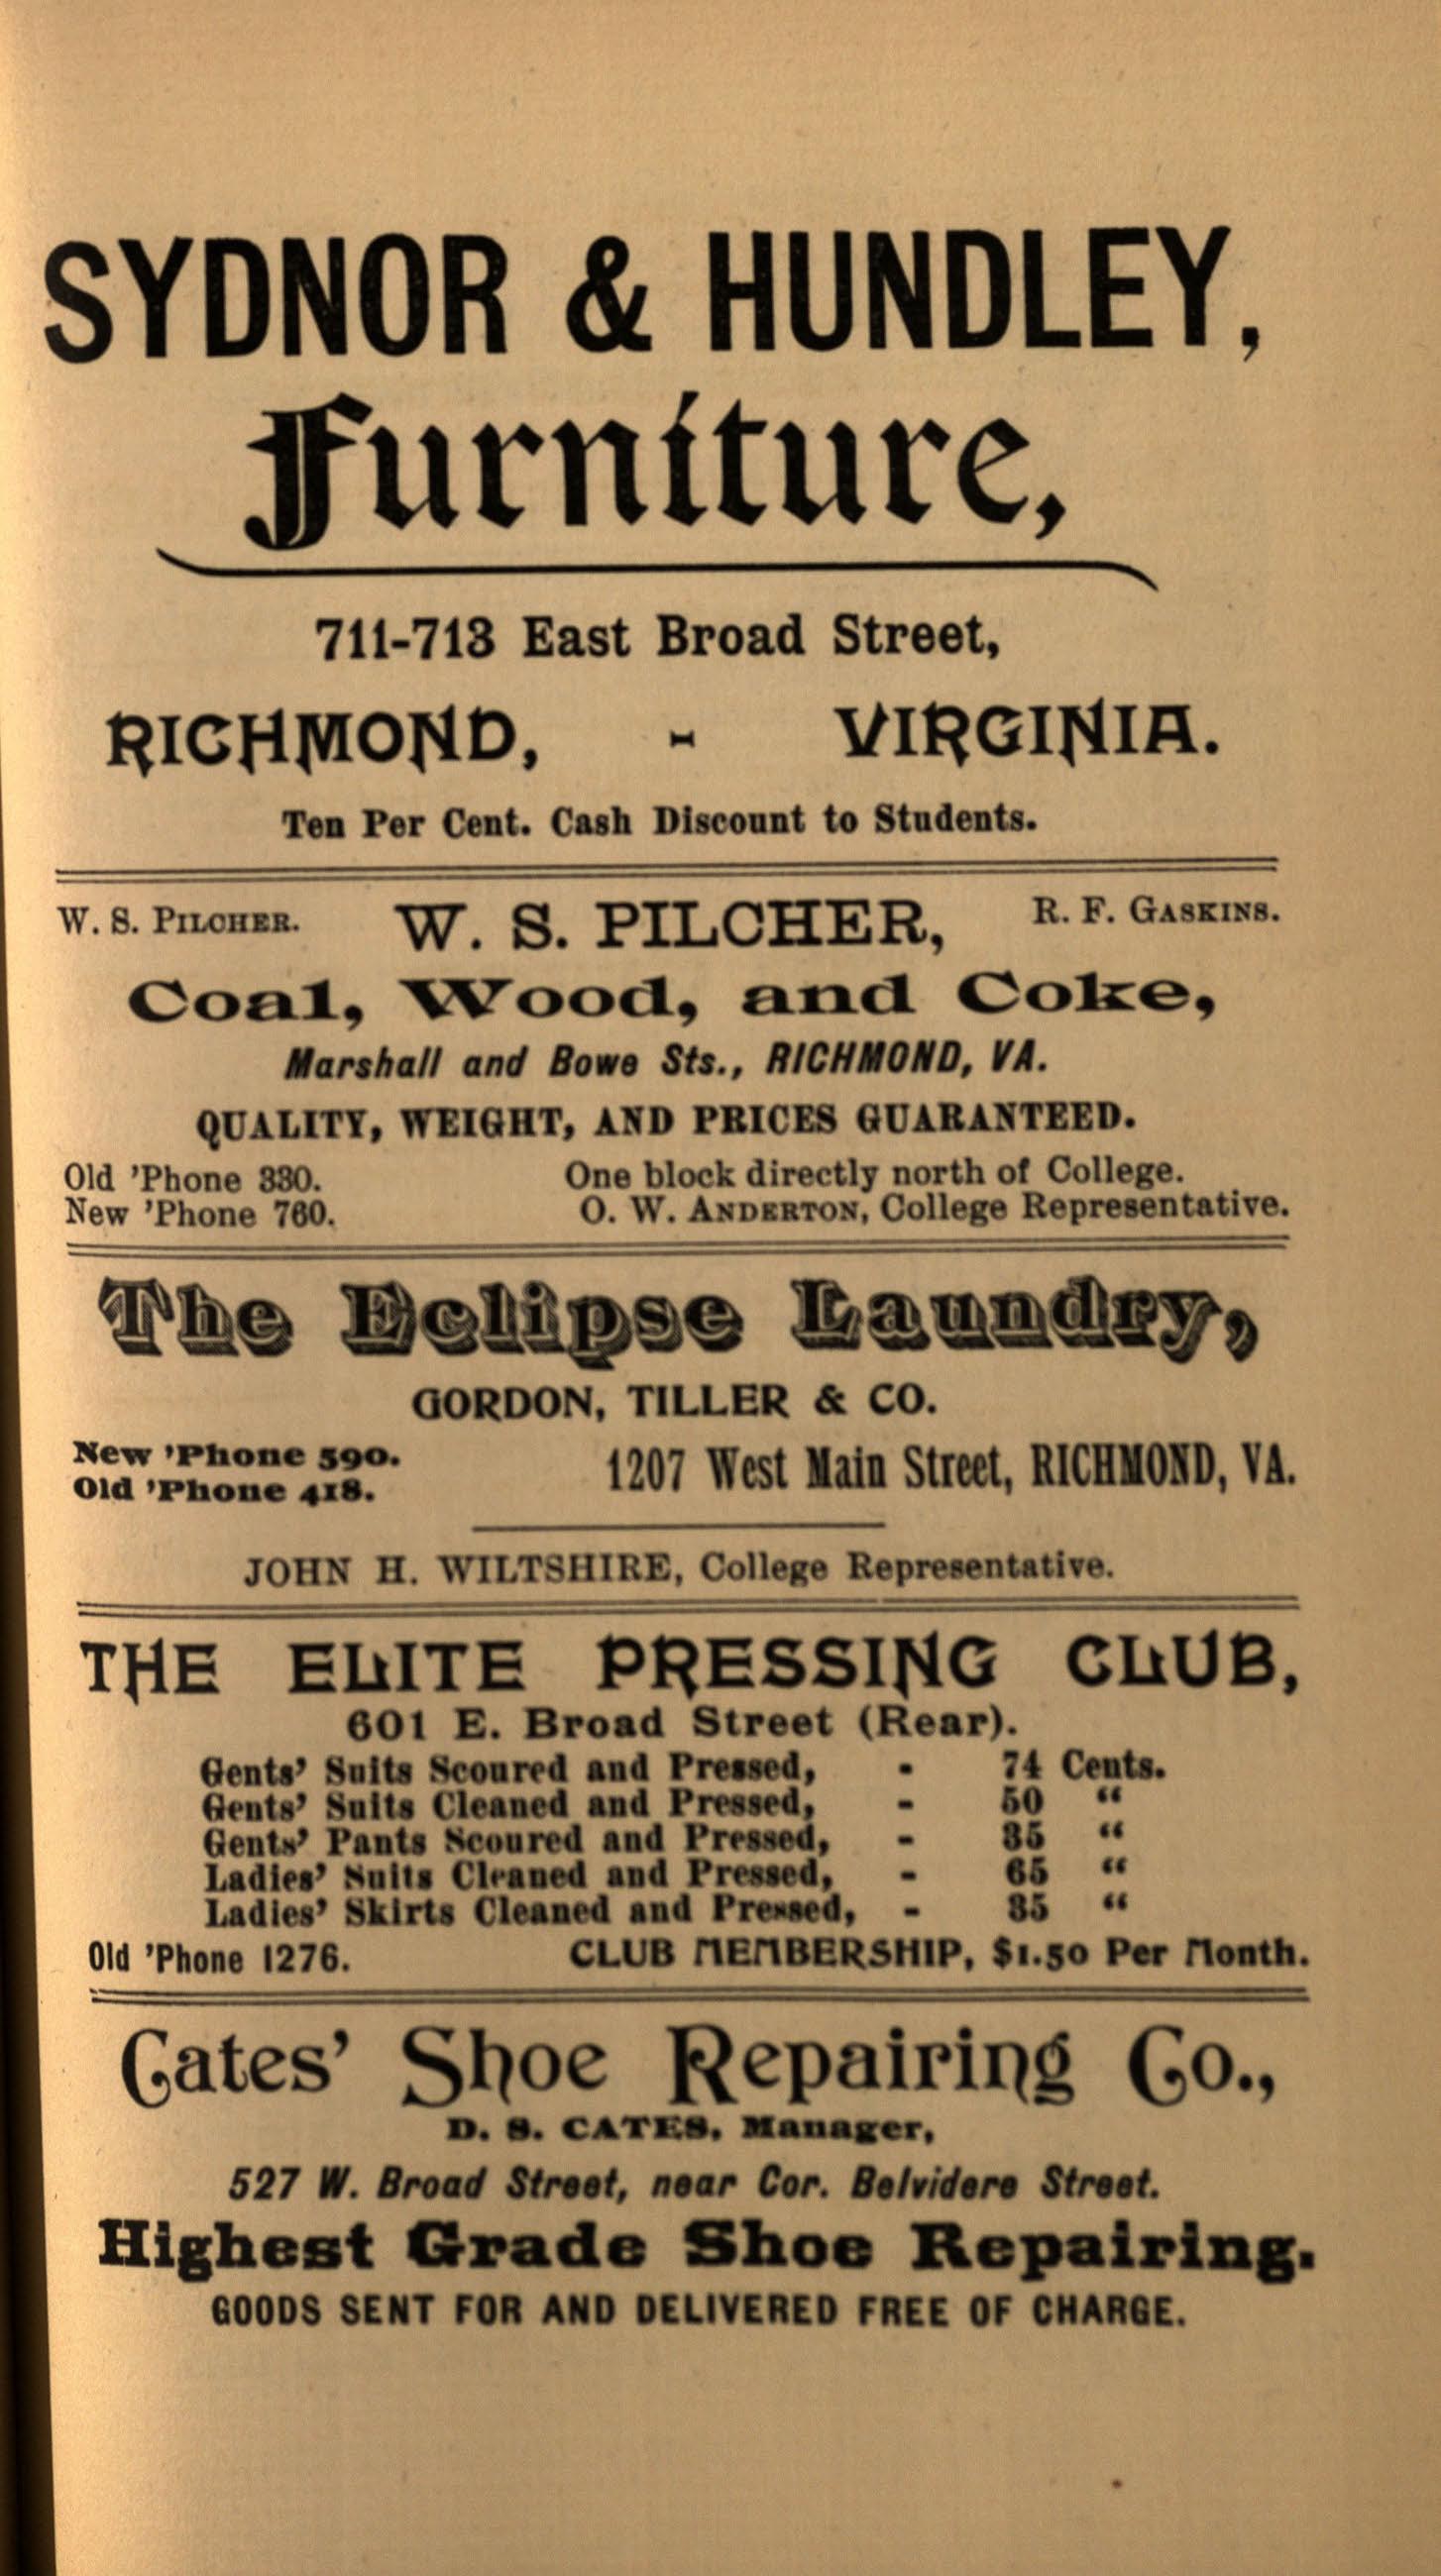 SYDNOR & HUNDLEY,
Furniture,
711-713 East Broad Street,
RICHMOND, - VIRGINIA.
Ten Per Cent. Cash Discount to Students.
W. S. PILCHER. W. S. PILCHER, R. F. GASKINS.
Coal, Wood, and Coke,
Marshall and Bowe Sts., RICHMOND, VA.
QUALITY, WEIGHT, AND PRICES GUARANTEED.
Old 'Phone 330. One block directly north of College.
New 'Phone 760. O. W. ANDERTON, College Representative.
The Eclipse Laundry,
GORDON, TILLER & CO.
New 'Phone 590.
Old 'Phone 418.
1207 West Main Street, RICHMOND, VA.
JOHN H. WILTSHIRE, College Representative.
THE ELITE PRESSING CLUB,
601 E. Broad Street (Rear).
Gents' Suits Scoured and Pressed, - 74 Cents.
Gents' Suits Cleaned and Pressed, - 50 "
Gents' Pants Scoured and Pressed, - 35 "
Ladies' Suits Cleaned and Pressed, - 65 "
Ladies' Skirts Cleaned and Pressed, - 35 "
Old 'Phone 1276. CLUB MEMBERSHIP, $1.50 Per Month.
Cates' Shoe Repairing Co.,
D. S. CATES, Manager,
527 W. Broad Street, near Cor. Belvidere Street.
Highest Grade Shoe Repairing.
GOODS SENT FOR AND DELIVERED FREE OF CHARGE.